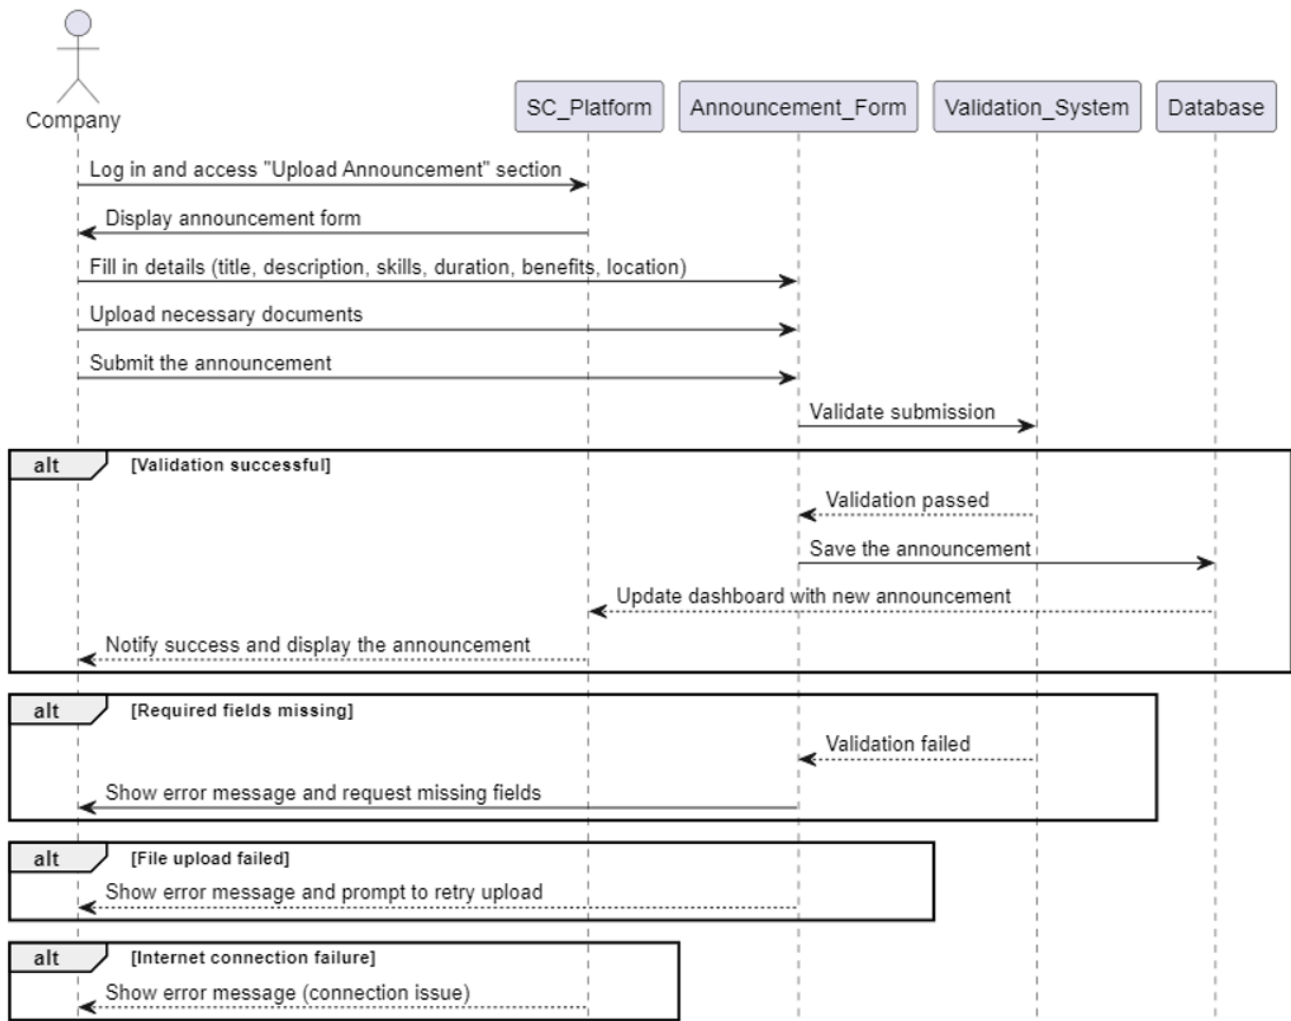 Company
SC_Platform
Announcement_Form
Validation_System
Database
Log in and access "Upload Announcement" section
Display announcement form
Fill in details (title, description, skills, duration, benefits, location)
Upload necessary documents
Submit the announcement
Validate submission
alt [Validation successful]
Validation passed
Save the announcement
Update dashboard with new announcement
Notify success and display the announcement
alt [Required fields missing]
Validation failed
Show error message and request missing fields
alt [File upload failed]
Show error message and prompt to retry upload
alt [Internet connection failure]
Show error message (connection issue)